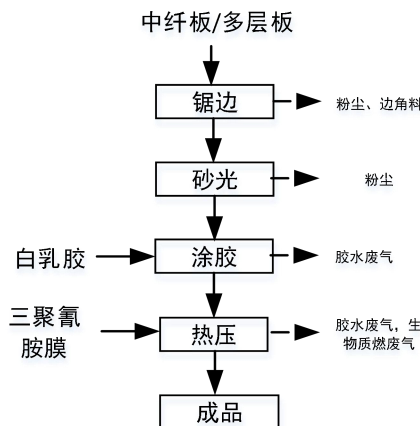 中纤板/多层板
锯边
粉尘、边角料
砂光
粉尘
白乳胶
涂胶
胶水废气
三聚氰
胺膜
热压
胶水废气，生
物质燃废气
成品